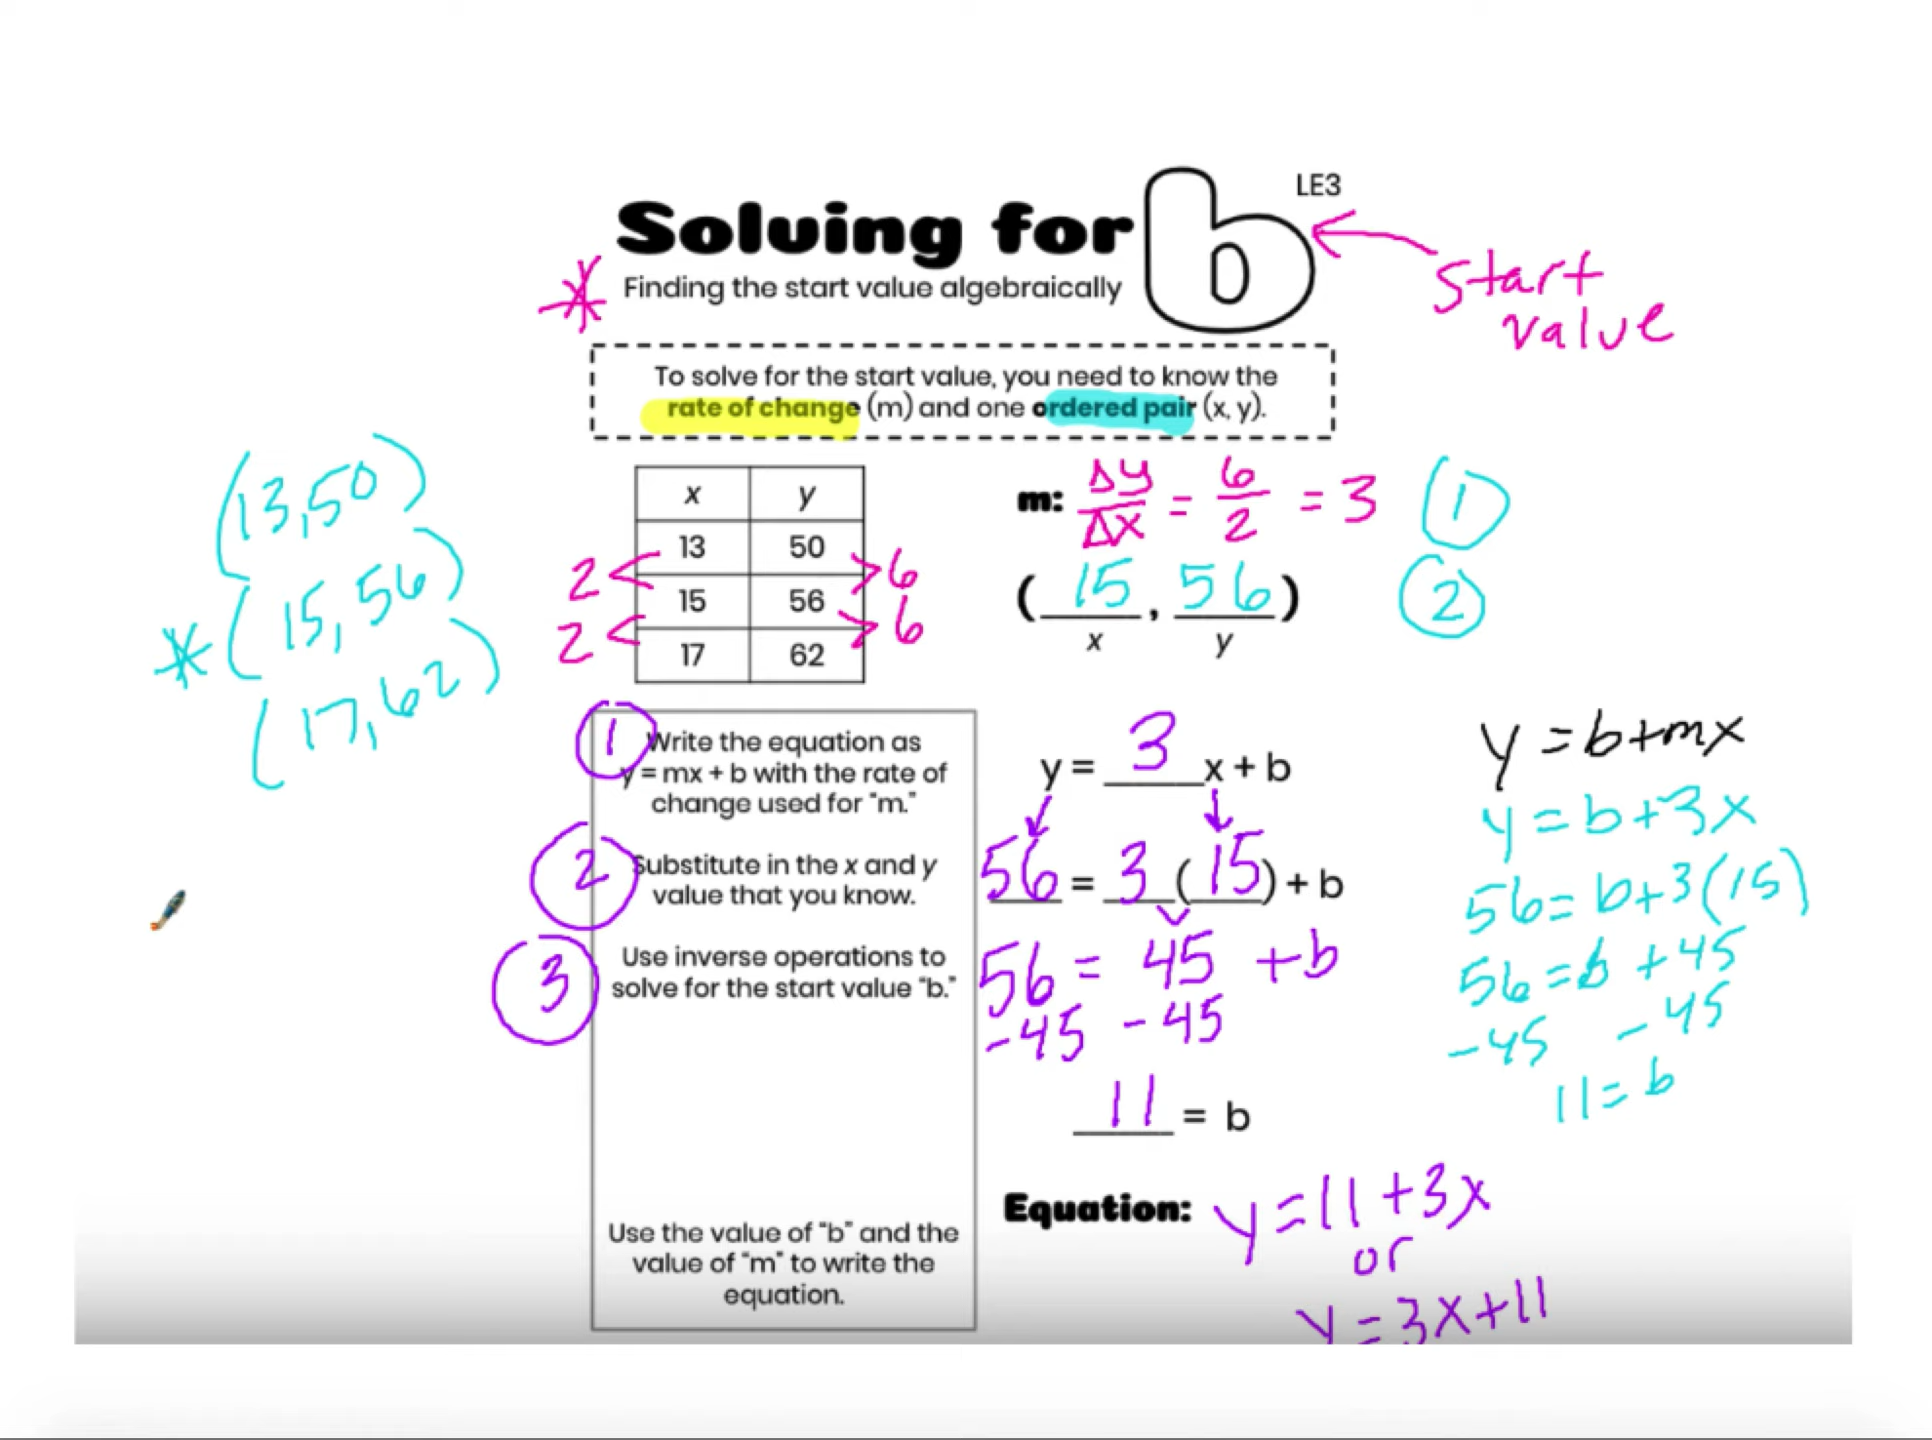 Solving for b
LE3
Finding the start value algebraically
start
value
To solve for the start value, you need to know the
rate of change (m) and one ordered pair (x, y).
(13,50)
*(15,56)
(17,62)
x y
13 50
15 56
17 62
2 < > 6
2 < > 6
m: Δy/Δx = 6/2 = 3 1
(15, 56) 2
x y
1 Write the equation as
y = mx + b with the rate of
change used for "m."
2 Substitute in the x and y
value that you know.
3 Use inverse operations to
solve for the start value "b."
Use the value of "b" and the
value of "m" to write the
equation.
y = 3x + b
56 = 3(15) + b
56 = 45 + b
-45 -45
11 = b
Equation: y=11+3x
or
y=3x+11
y=b+mx
y=b+3x
56=b+3(15)
56=b+45
-45 -45
11=b